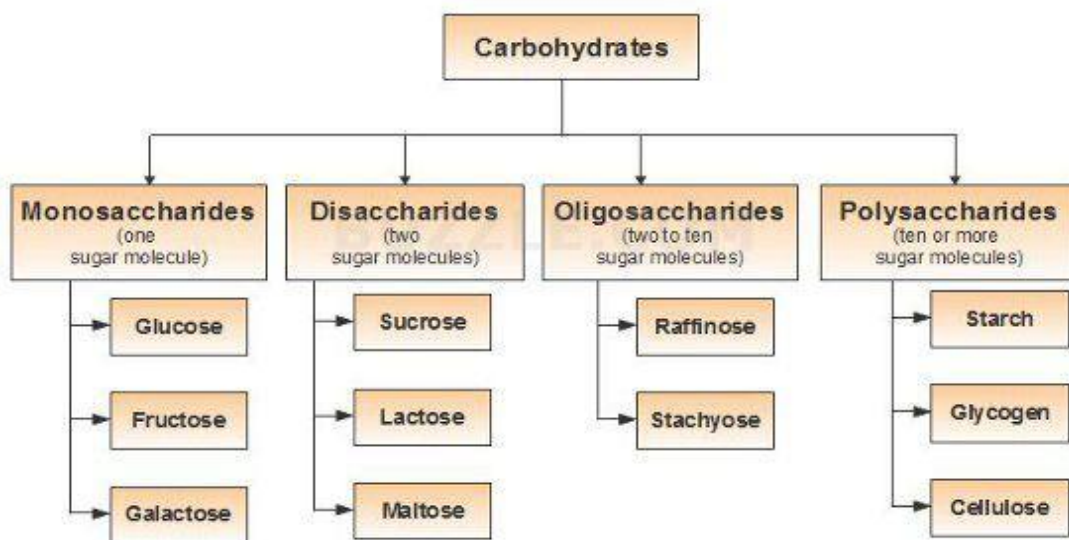 Carbohydrates
Monosaccharides
(one
sugar molecule)
Disaccharides
(two
sugar molecules)
Oligosaccharides
(two to ten
sugar molecules)
Polysaccharides
(ten or more
sugar molecules)
Glucose
Fructose
Galactose
Sucrose
Lactose
Maltose
Raffinose
Stachyose
Starch
Glycogen
Cellulose